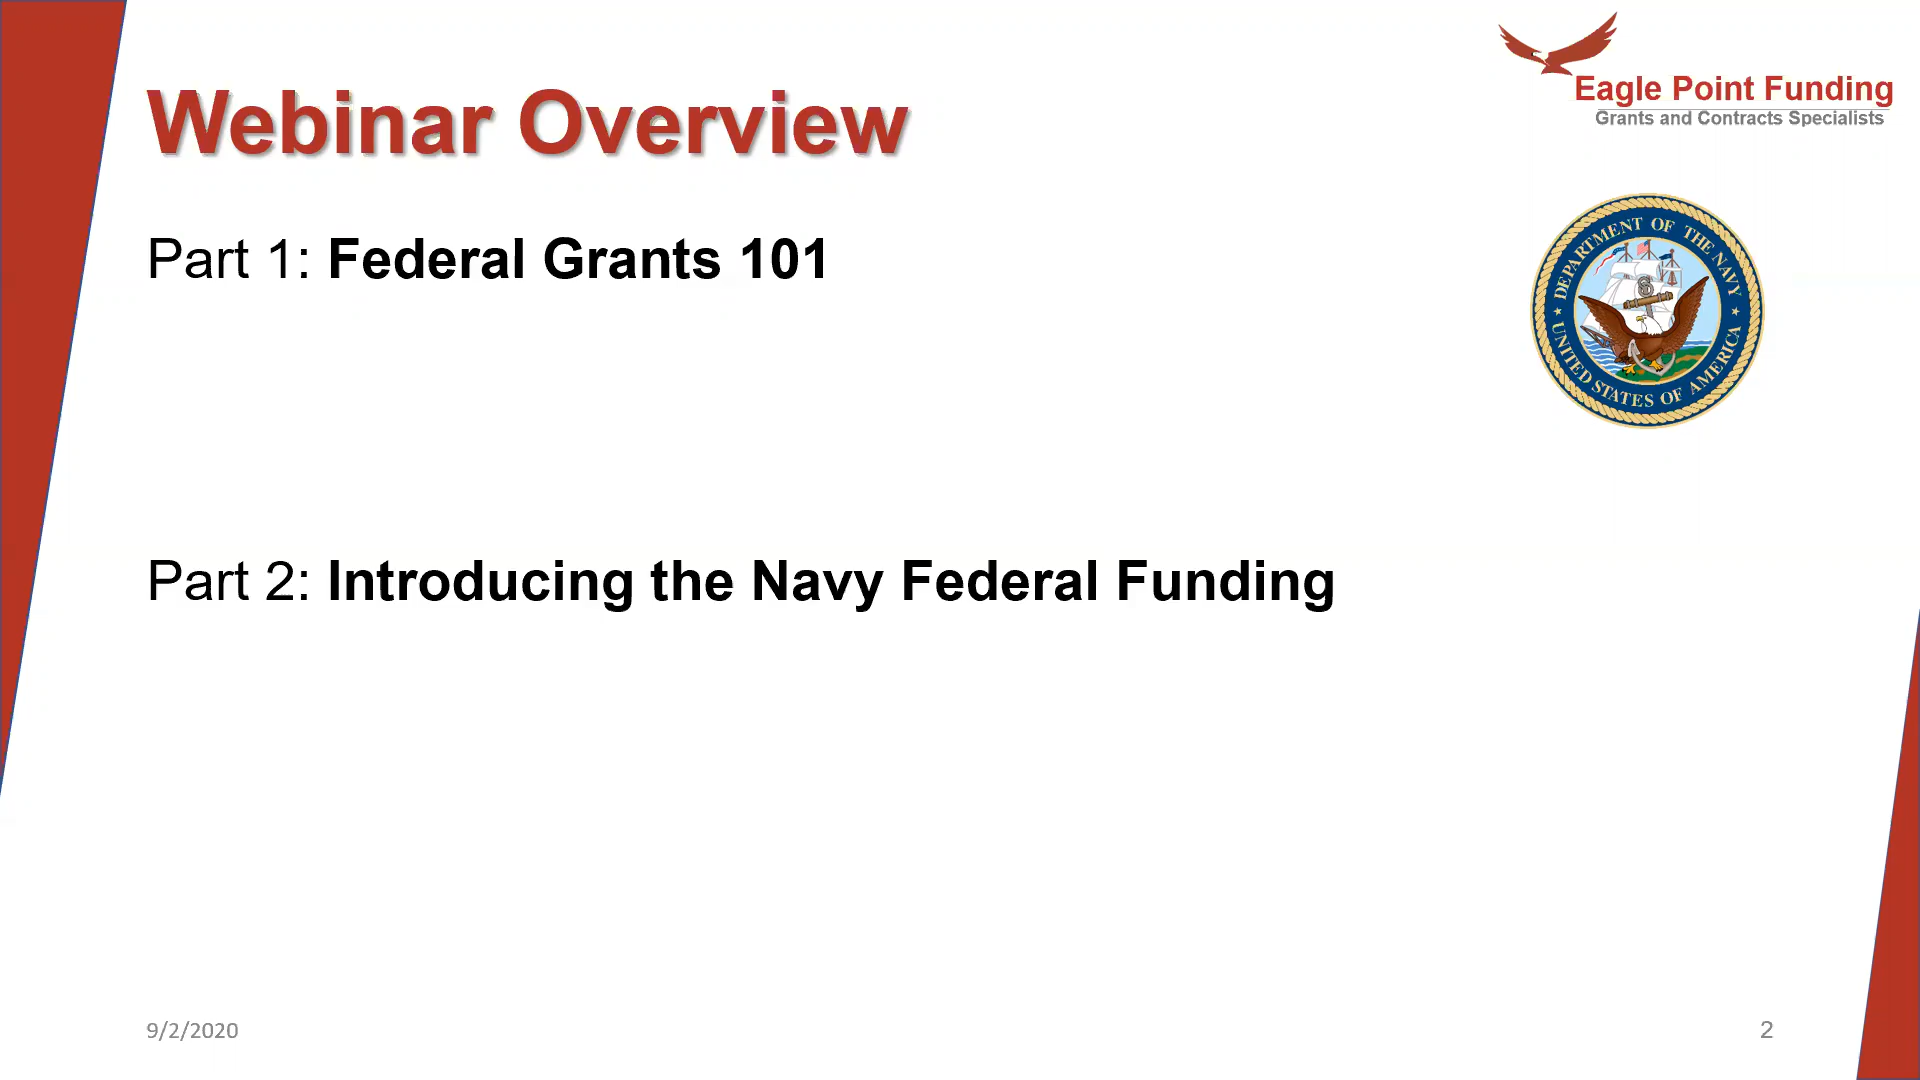 Eagle Point Funding
Grants and Contracts Specialists
Webinar Overview
DEPARTMENT OF THE NAVY
UNITED STATES OF AMERICA
Part 1: Federal Grants 101
Part 2: Introducing the Navy Federal Funding
9/2/2020
2